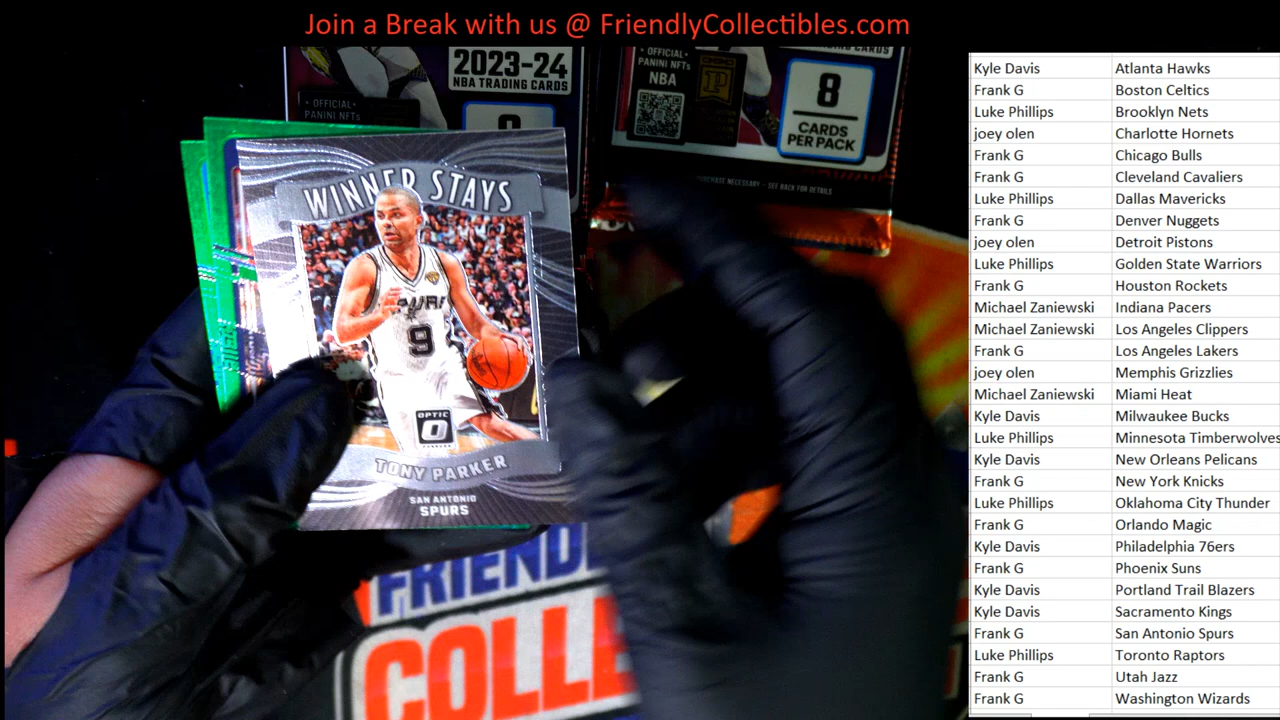 Join a Break with us @ FriendlyCollectibles.com
2023-24
NBA TRADING CARDS
OFFICIAL
PANINI NFTs
OFFICIAL
PANINI NFTs
NBA
8
CARDS
PER PACK
SEE BACK FOR DETAILS
WINNER STAYS
SPURS
9
OPTIC
TONY PARKER
SAN ANTONIO
SPURS
FRIEND
COLLE
Kyle Davis Atlanta Hawks
Frank G Boston Celtics
Luke Phillips Brooklyn Nets
joey olen Charlotte Hornets
Frank G Chicago Bulls
Frank G Cleveland Cavaliers
Luke Phillips Dallas Mavericks
Frank G Denver Nuggets
joey olen Detroit Pistons
Luke Phillips Golden State Warriors
Frank G Houston Rockets
Michael Zaniewski Indiana Pacers
Michael Zaniewski Los Angeles Clippers
Frank G Los Angeles Lakers
joey olen Memphis Grizzlies
Michael Zaniewski Miami Heat
Kyle Davis Milwaukee Bucks
Luke Phillips Minnesota Timberwolves
Kyle Davis New Orleans Pelicans
Frank G New York Knicks
Luke Phillips Oklahoma City Thunder
Frank G Orlando Magic
Kyle Davis Philadelphia 76ers
Frank G Phoenix Suns
Kyle Davis Portland Trail Blazers
Kyle Davis Sacramento Kings
Frank G San Antonio Spurs
Luke Phillips Toronto Raptors
Frank G Utah Jazz
Frank G Washington Wizards